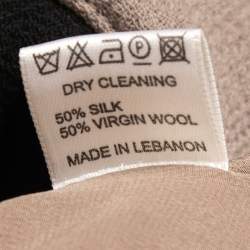 DRY CLEANING
50% SILK
50% VIRGIN WOOL
MADE IN LEBANON